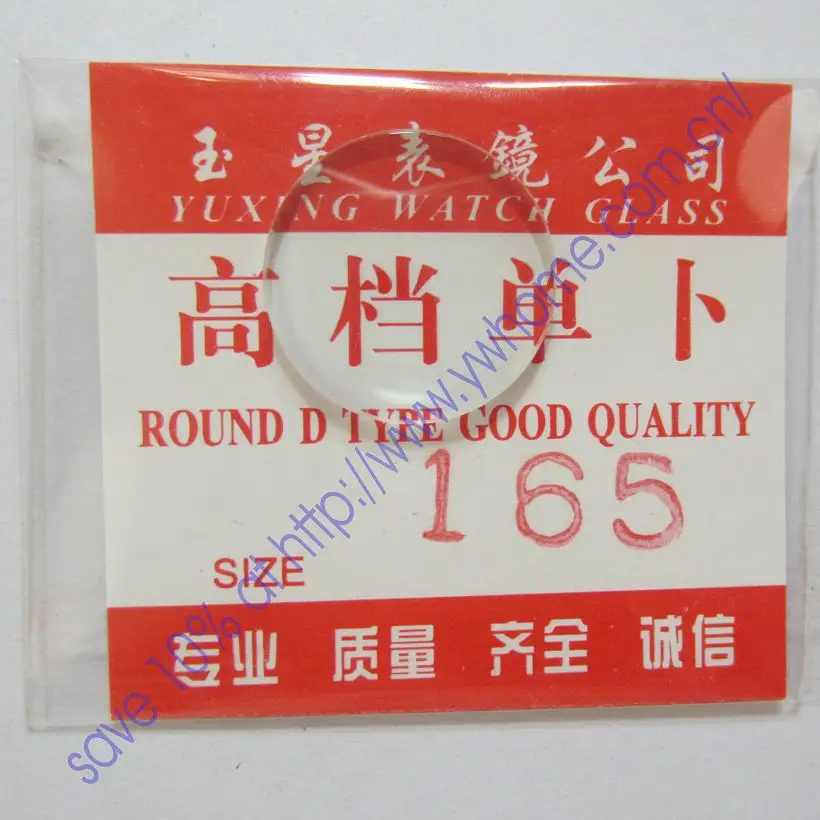 玉星表鏡公司
YUXING WATCH GLASS
高档单卜
ROUND D TYPE GOOD QUALITY
165
SIZE
专业 质量 齐全 诚信
save 10% at http://www.ywhome.com.cn/